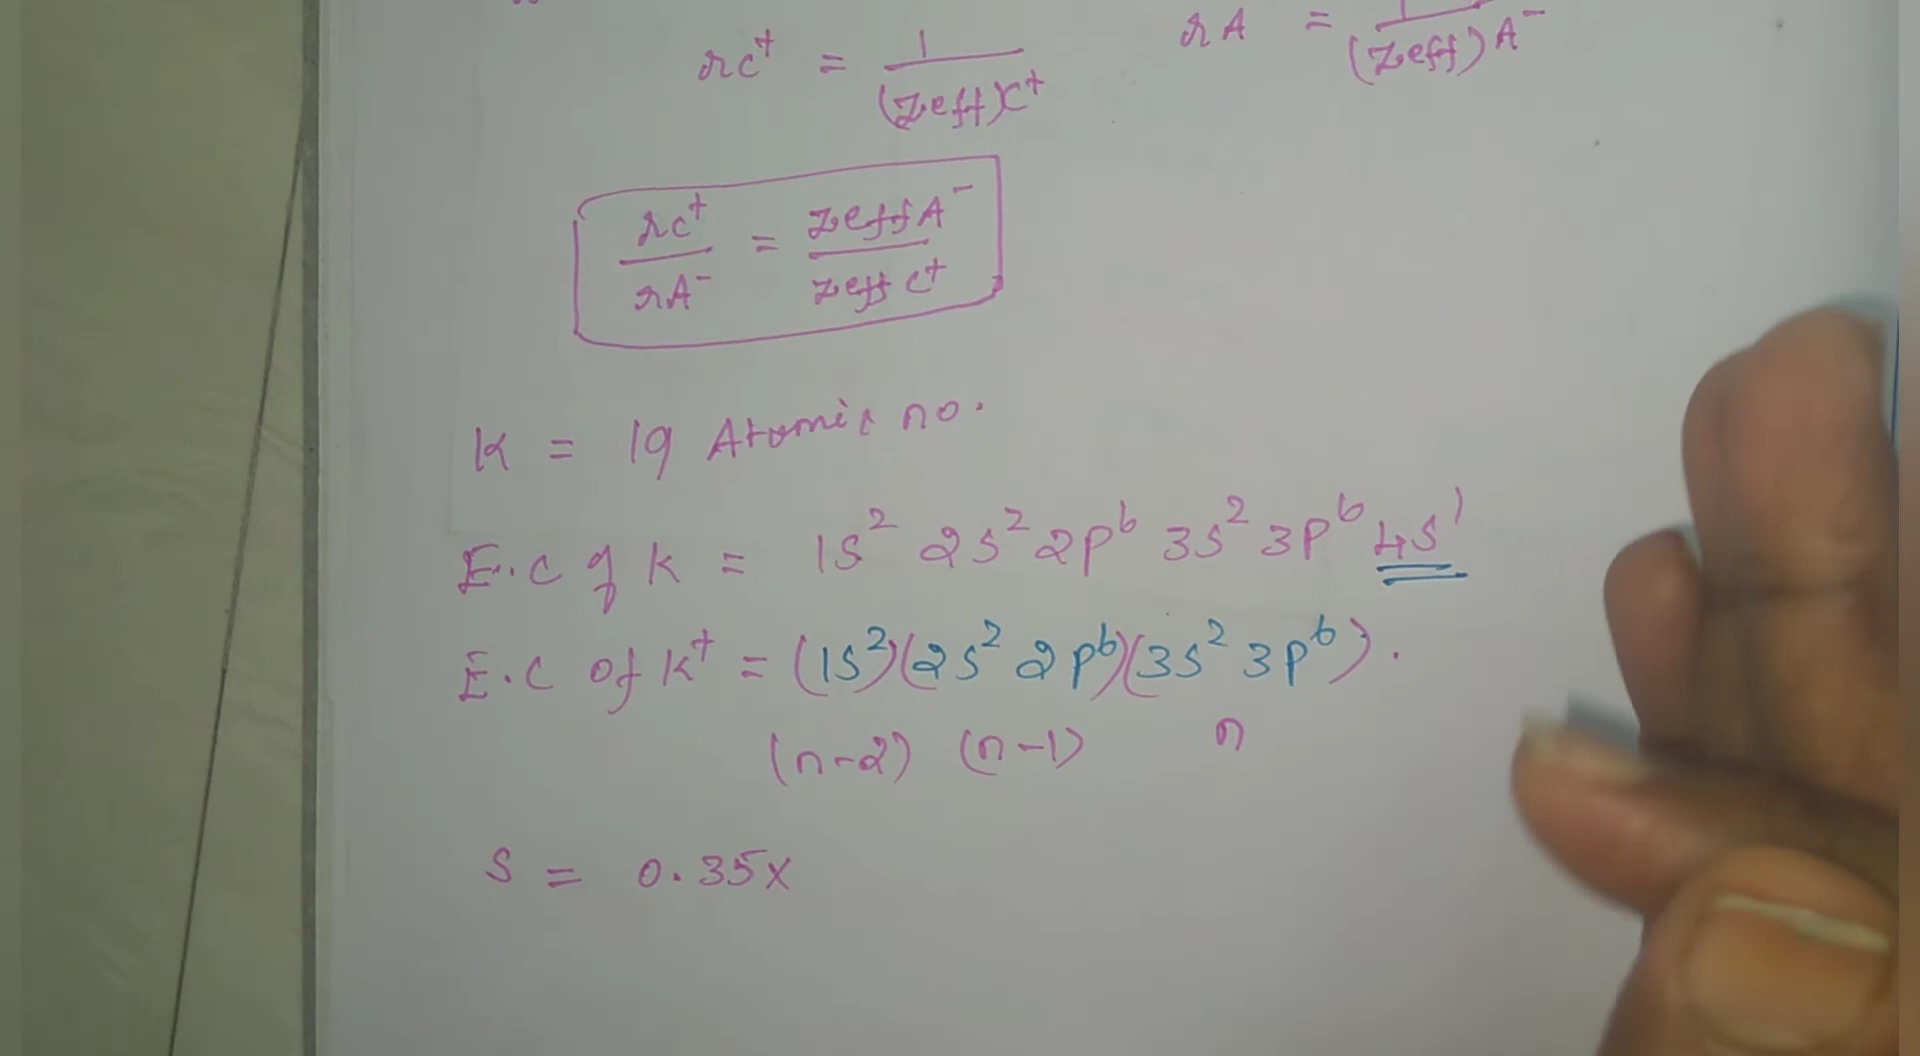 rc⁺ = 1/(Zeff)C⁺ rA = 1/(Zeff)A⁻
rc⁺/rA⁻ = ZeffA⁻/Zeff C⁺
K = 19 Atomic no.
E.C of K = 1s² 2s² 2p⁶ 3s² 3p⁶ 4s¹
E.C of K⁺ = (1s²)(2s² 2p⁶)(3s² 3p⁶).
(n-2) (n-1) n
S = 0.35x